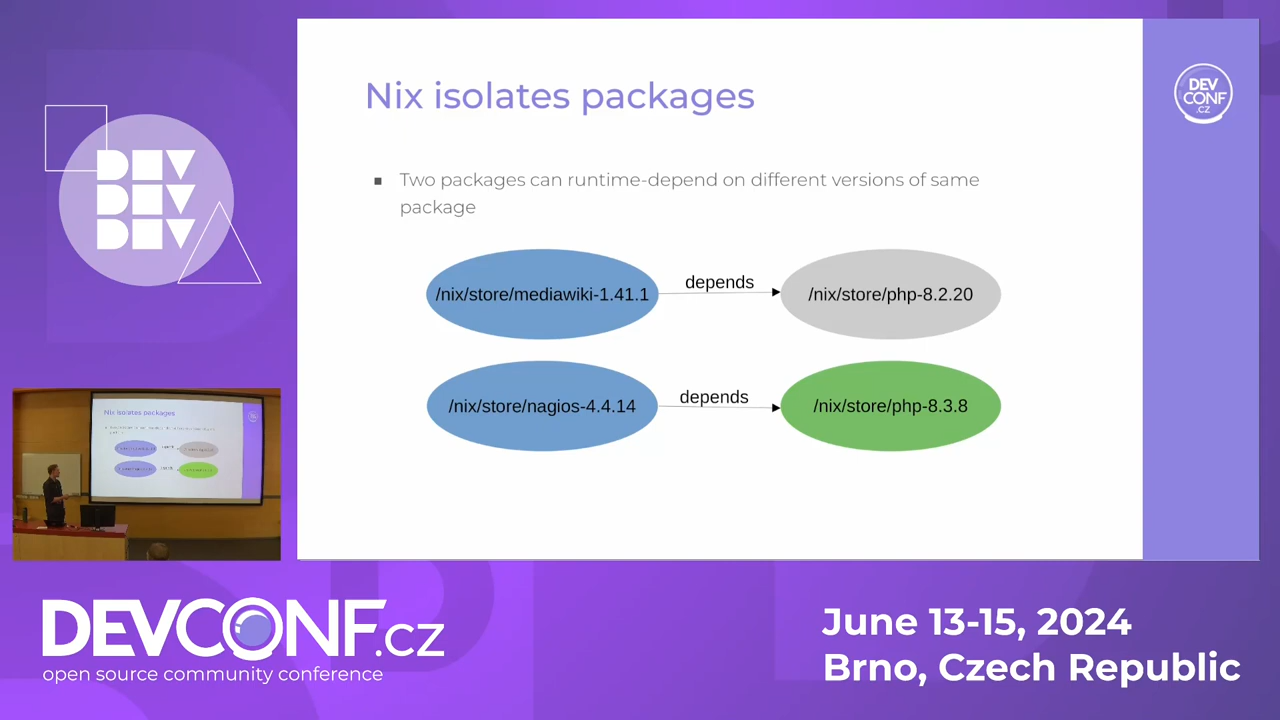 Nix isolates packages
DEV
CONF
.CZ
Two packages can runtime-depend on different versions of same
package
/nix/store/mediawiki-1.41.1
depends
/nix/store/php-8.2.20
/nix/store/nagios-4.4.14
depends
/nix/store/php-8.3.8
DEV
DEV
DEV
Nix isolates packages
DEVCONF.cz
open source community conference
June 13-15, 2024
Brno, Czech Republic